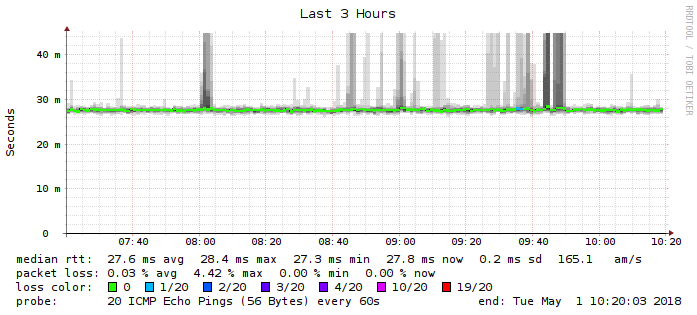 Last 3 Hours
RRDTOOL / TOBI OETIKER
Seconds
40 m
30 m
20 m
10 m
0
07:40 08:00 08:20 08:40 09:00 09:20 09:40 10:00 10:20
median rtt: 27.6 ms avg 28.4 ms max 27.3 ms min 27.8 ms now 0.2 ms sd 165.1 am/s
packet loss: 0.03 % avg 4.42 % max 0.00 % min 0.00 % now
loss color: 0 1/20 2/20 3/20 4/20 10/20 19/20
probe: 20 ICMP Echo Pings (56 Bytes) every 60s end: Tue May 1 10:20:03 2018